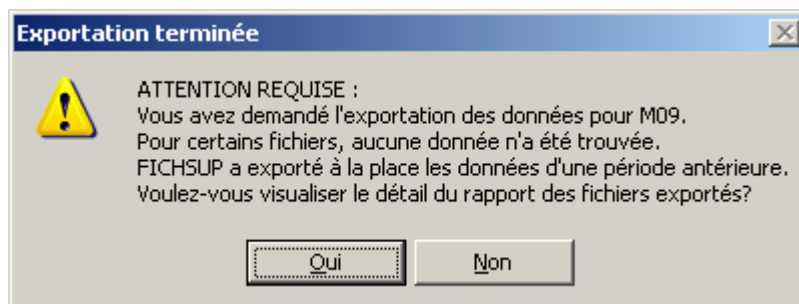 Exportation terminée
ATTENTION REQUISE :
Vous avez demandé l'exportation des données pour M09.
Pour certains fichiers, aucune donnée n'a été trouvée.
FICHSUP a exporté à la place les données d'une période antérieure.
Voulez-vous visualiser le détail du rapport des fichiers exportés?
Oui Non